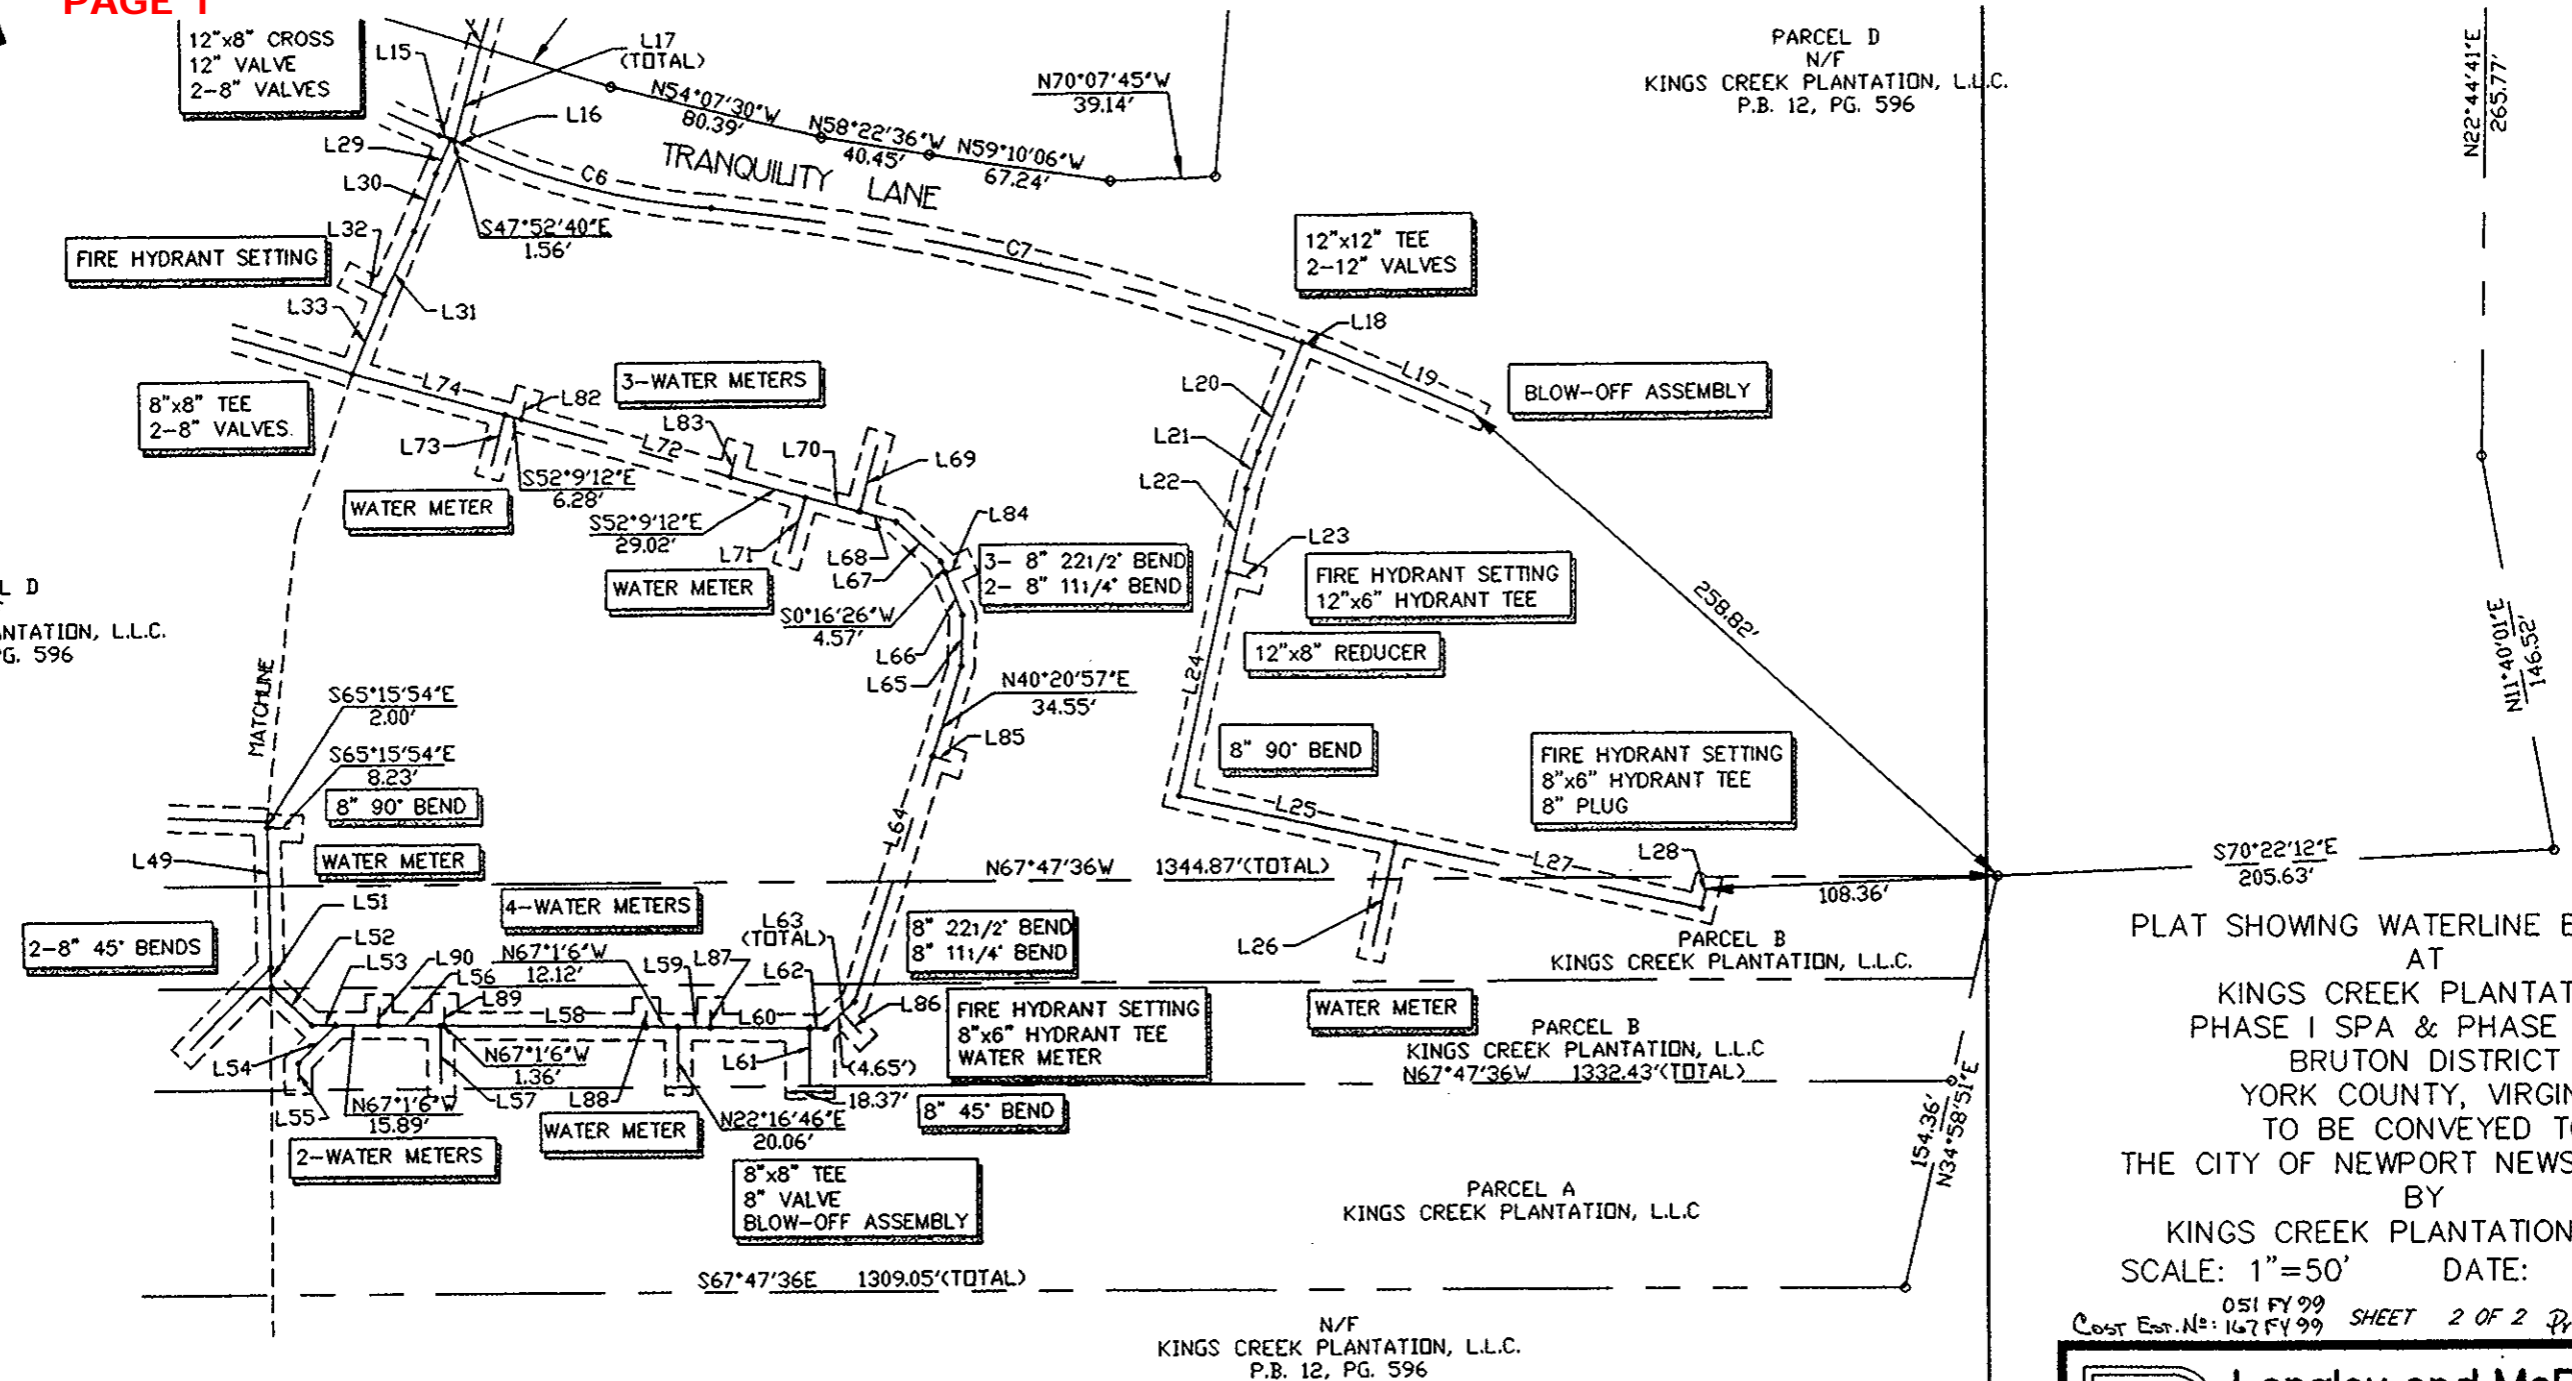 PAGE 1
12"x8" CROSS
12" VALVE
2-8" VALVES
L15
L17
(TOTAL)
L16
L29
L30
L32
FIRE HYDRANT SETTING
L33
L31
S47°52'40"E
1.56'
N54°07'30"W
80.39'
N58°22'36"W
40.45'
N59°10'06"W
67.24'
N70°07'45"W
39.14'
TRANQUILITY LANE
C6
C7
PARCEL D
N/F
KINGS CREEK PLANTATION, L.L.C.
P.B. 12, PG. 596
N22°44'41"E
265.77'
12"x12" TEE
2-12" VALVES
L18
L19
L20
L21
L22
L23
BLOW-OFF ASSEMBLY
8"x8" TEE
2-8" VALVES.
L74
L82
3-WATER METERS
L73
L83
L72
L70
L69
WATER METER
S52°9'12"E
6.28'
S52°9'12"E
29.02'
L71
L68
L67
L84
WATER METER
3- 8" 221/2° BEND
2- 8" 111/4° BEND
S0°16'26"W
4.57'
L66
L65
FIRE HYDRANT SETTING
12"x6" HYDRANT TEE
12"x8" REDUCER
L24
258.82'
N11°40'01"E
146.52'
L D
NTATION, L.L.C.
G. 596
MATCHLINE
S65°15'54"E
2.00'
S65°15'54"E
8.23'
8" 90° BEND
N40°20'57"E
34.55'
L85
8" 90° BEND
FIRE HYDRANT SETTING
8"x6" HYDRANT TEE
8" PLUG
L25
L64
L49
WATER METER
N67°47'36W 1344.87'(TOTAL)
L27
L28
108.36'
S70°22'12"E
205.63'
L51
4-WATER METERS
2-8" 45° BENDS
L52
L53
L90
L56
N67°1'6"W
12.12'
L89
L58
L59
L87
L60
L62
L63
(TOTAL)
8" 221/2° BEND
8" 111/4° BEND
L86
L26
PARCEL B
KINGS CREEK PLANTATION, L.L.C.
FIRE HYDRANT SETTING
8"x6" HYDRANT TEE
WATER METER
WATER METER
PARCEL B
KINGS CREEK PLANTATION, L.L.C
N67°47'36W 1332.43'(TOTAL)
L54
L55
N67°1'6"W
15.89'
N67°1'6"W
1.36'
L57
L88
L61
(4.65')
18.37'
8" 45° BEND
2-WATER METERS
WATER METER
N22°16'46"E
20.06'
8"x8" TEE
8" VALVE
BLOW-OFF ASSEMBLY
PARCEL A
KINGS CREEK PLANTATION, L.L.C
154.36'
N34°58'51"E
S67°47'36E 1309.05'(TOTAL)
N/F
KINGS CREEK PLANTATION, L.L.C.
P.B. 12, PG. 596
PLAT SHOWING WATERLINE E
AT
KINGS CREEK PLANTAT
PHASE I SPA & PHASE
BRUTON DISTRICT
YORK COUNTY, VIRGIN
TO BE CONVEYED TO
THE CITY OF NEWPORT NEWS
BY
KINGS CREEK PLANTATION
SCALE: 1"=50' DATE:
051 FY 99
COST EST. No: 167 FY 99 SHEET 2 OF 2
Langley and McD